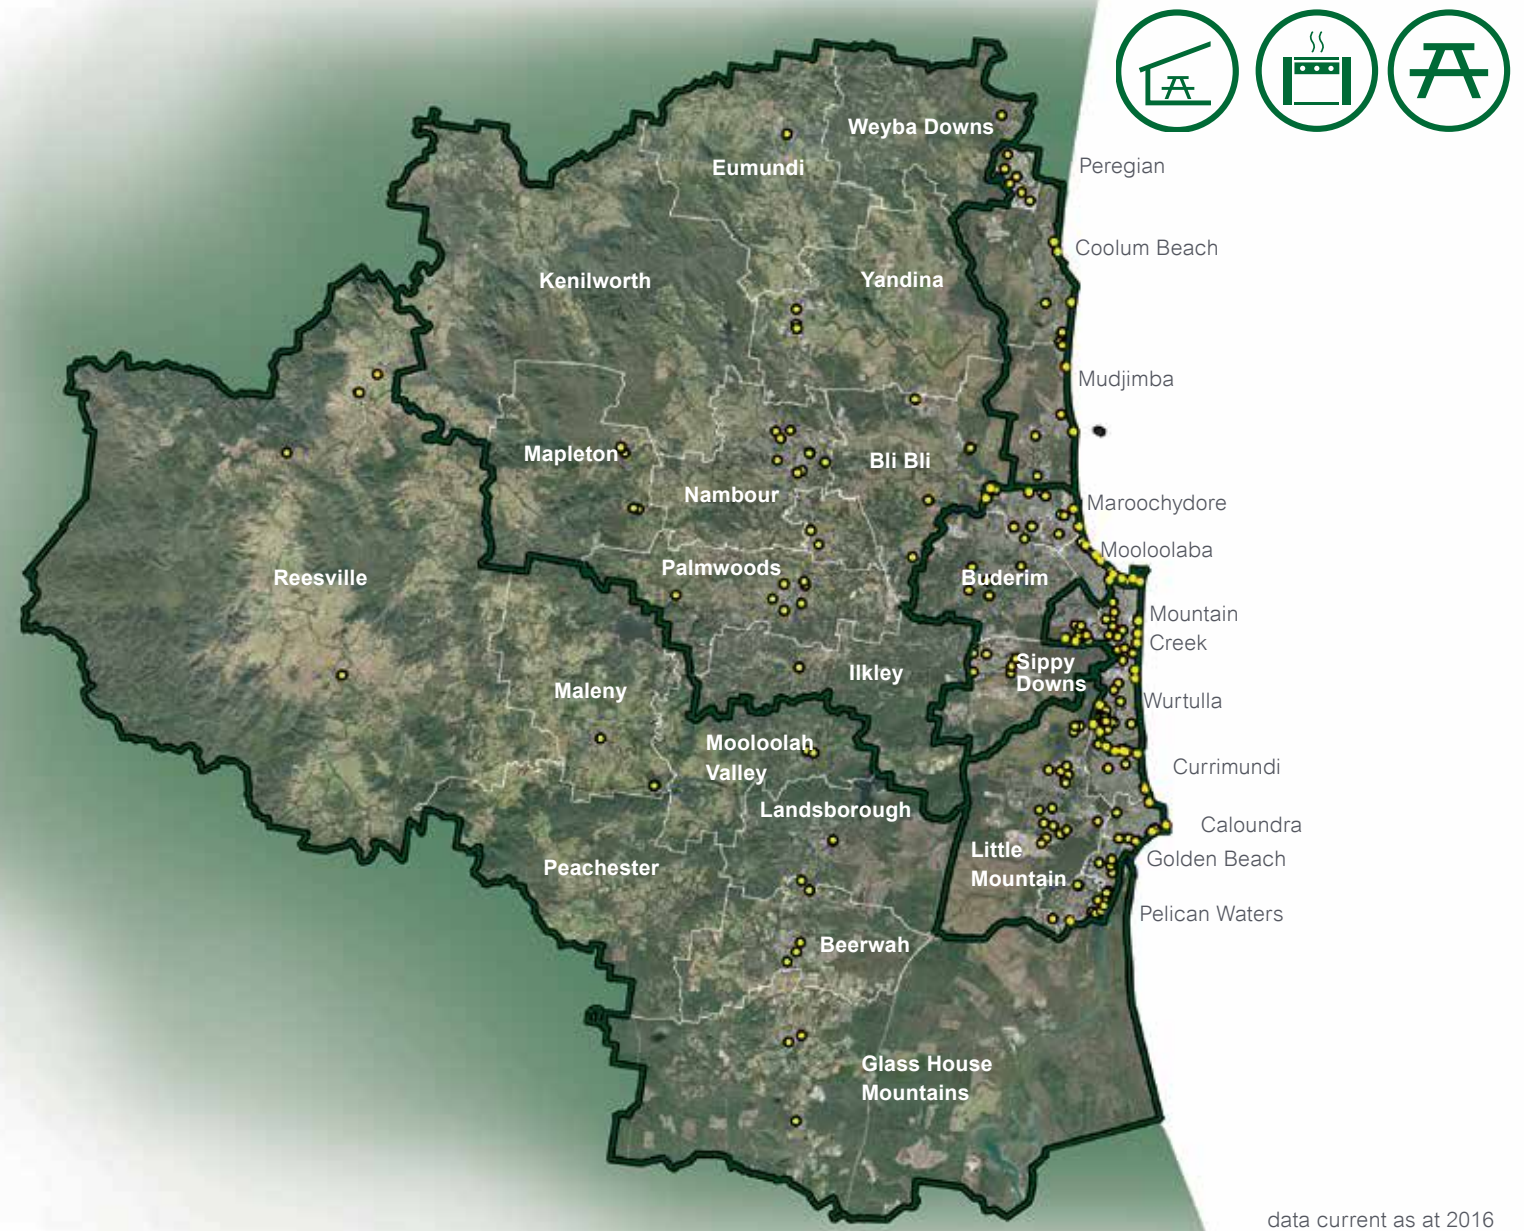 Weyba Downs
Eumundi
Peregian
Coolum Beach
Kenilworth
Yandina
Mudjimba
Mapleton
Bli Bli
Nambour
Maroochydore
Mooloolaba
Palmwoods
Reesville
Buderim
Mountain
Creek
Sippy
Downs
Ilkley
Maleny
Wurtulla
Mooloolah
Valley
Currimundi
Landsborough
Caloundra
Little
Mountain
Golden Beach
Peachester
Pelican Waters
Beerwah
Glass House
Mountains
data current as at 2016